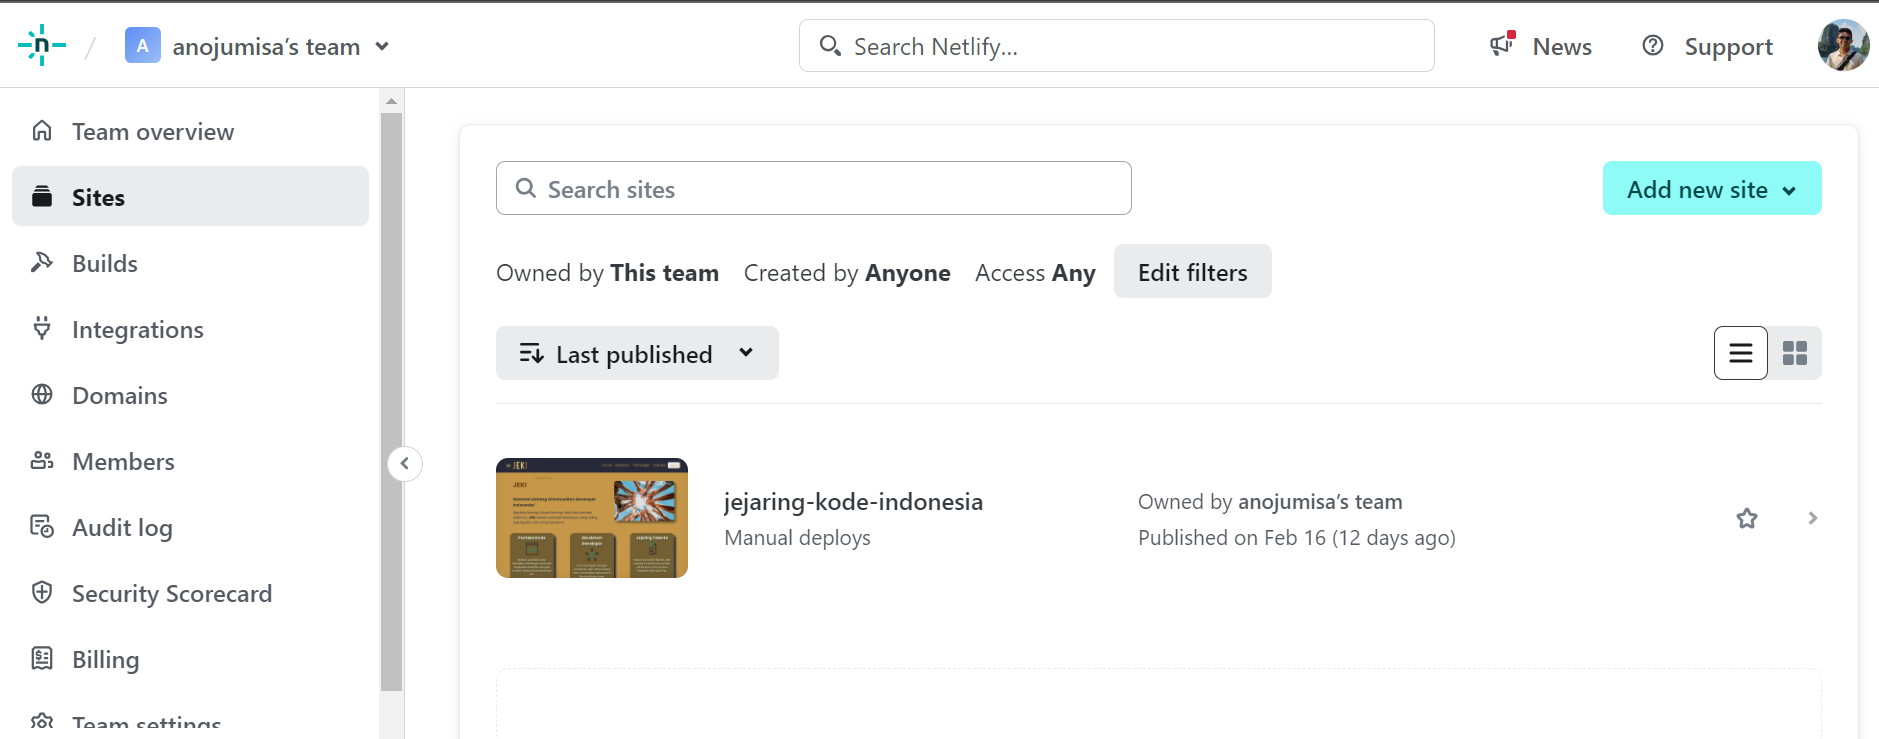 n
A anojumisa’s team
Search Netlify...
News
Support
Team overview
Sites
Builds
Integrations
Domains
Members
Audit log
Security Scorecard
Billing
Team settings
Search sites
Add new site
Owned by This team Created by Anyone Access Any Edit filters
Last published
JEKI
JEKI
jejaring-kode-indonesia
Manual deploys
Owned by anojumisa’s team
Published on Feb 16 (12 days ago)